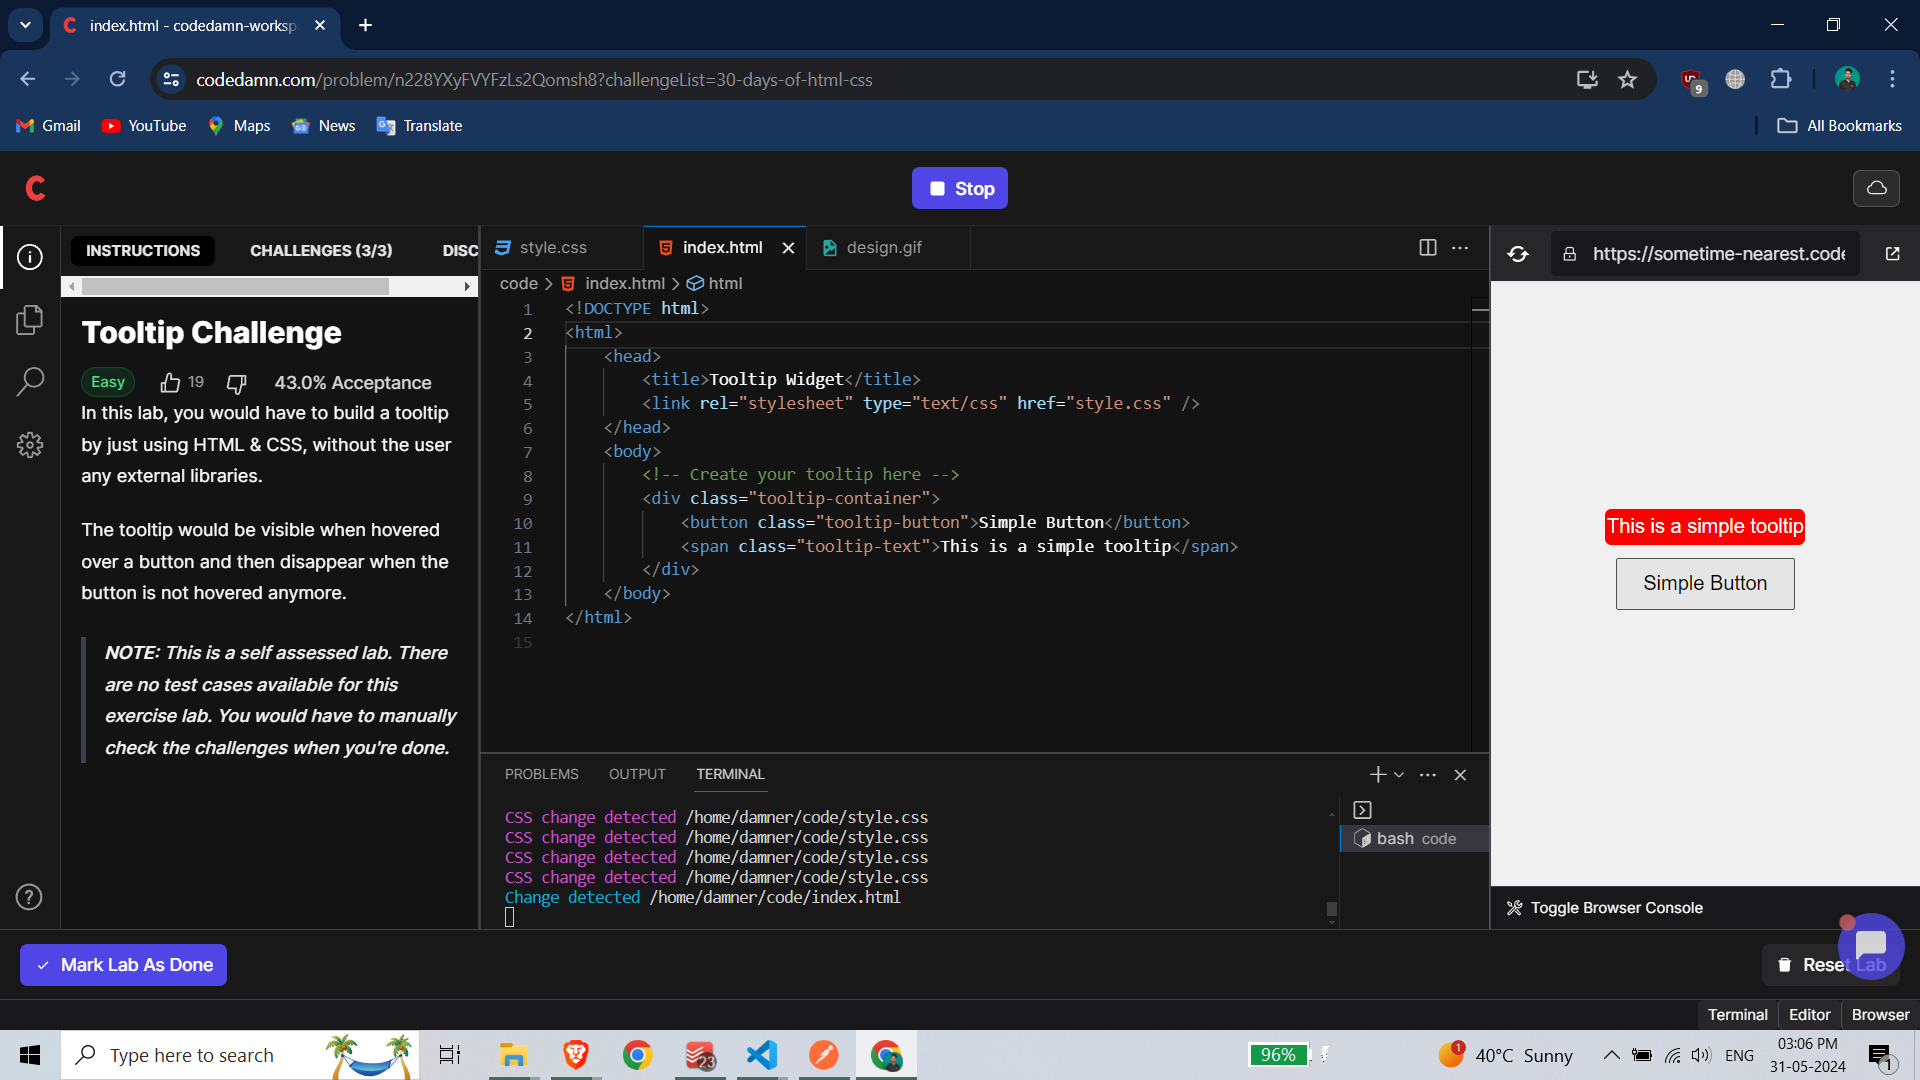 index.html - codedamn-worksp
codedamn.com/problem/n228YXyFVYFzLs2Qomsh8?challengeList=30-days-of-html-css
9
Gmail
YouTube
Maps
News
Translate
All Bookmarks
Stop
INSTRUCTIONS
CHALLENGES (3/3)
DISC
Tooltip Challenge
Easy
19
43.0% Acceptance
In this lab, you would have to build a tooltip
by just using HTML & CSS, without the user
any external libraries.
The tooltip would be visible when hovered
over a button and then disappear when the
button is not hovered anymore.
NOTE: This is a self assessed lab. There
are no test cases available for this
exercise lab. You would have to manually
check the challenges when you're done.
style.css
index.html
design.gif
code > index.html > html
1 <!DOCTYPE html>
2 <html>
3 <head>
4 <title>Tooltip Widget</title>
5 <link rel="stylesheet" type="text/css" href="style.css" />
6 </head>
7 <body>
8 <!-- Create your tooltip here -->
9 <div class="tooltip-container">
10 <button class="tooltip-button">Simple Button</button>
11 <span class="tooltip-text">This is a simple tooltip</span>
12 </div>
13 </body>
14 </html>
15
PROBLEMS
OUTPUT
TERMINAL
CSS change detected /home/damner/code/style.css
CSS change detected /home/damner/code/style.css
CSS change detected /home/damner/code/style.css
CSS change detected /home/damner/code/style.css
Change detected /home/damner/code/index.html
bash code
https://sometime-nearest.code
This is a simple tooltip
Simple Button
Toggle Browser Console
Mark Lab As Done
Reset Lab
Terminal
Editor
Browser
Type here to search
23
96%
1
40°C Sunny
ENG
03:06 PM
31-05-2024
1